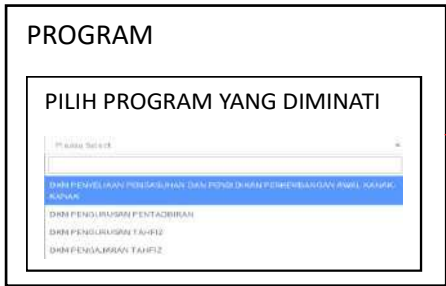 PROGRAM
PILIH PROGRAM YANG DIMINATI
Please Select
DKM PENYELIAAN PENGASUHAN DAN PENDIDIKAN PERKEMBANGAN AWAL KANAK-
KANAK
DKM PENGURUSAN PENTADBIRAN
DKM PENGURUSAN TAHFIZ
DKM PENGAJARAN TAHFIZ